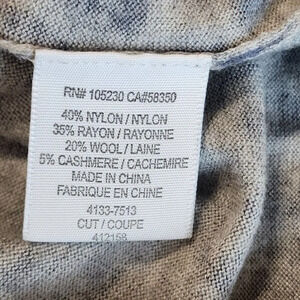 RN# 105230 CA#58350
40% NYLON / NYLON
35% RAYON / RAYONNE
20% WOOL / LAINE
5% CASHMERE / CACHEMIRE
MADE IN CHINA
FABRIQUE EN CHINE
4133-7513
CUT / COUPE
412158